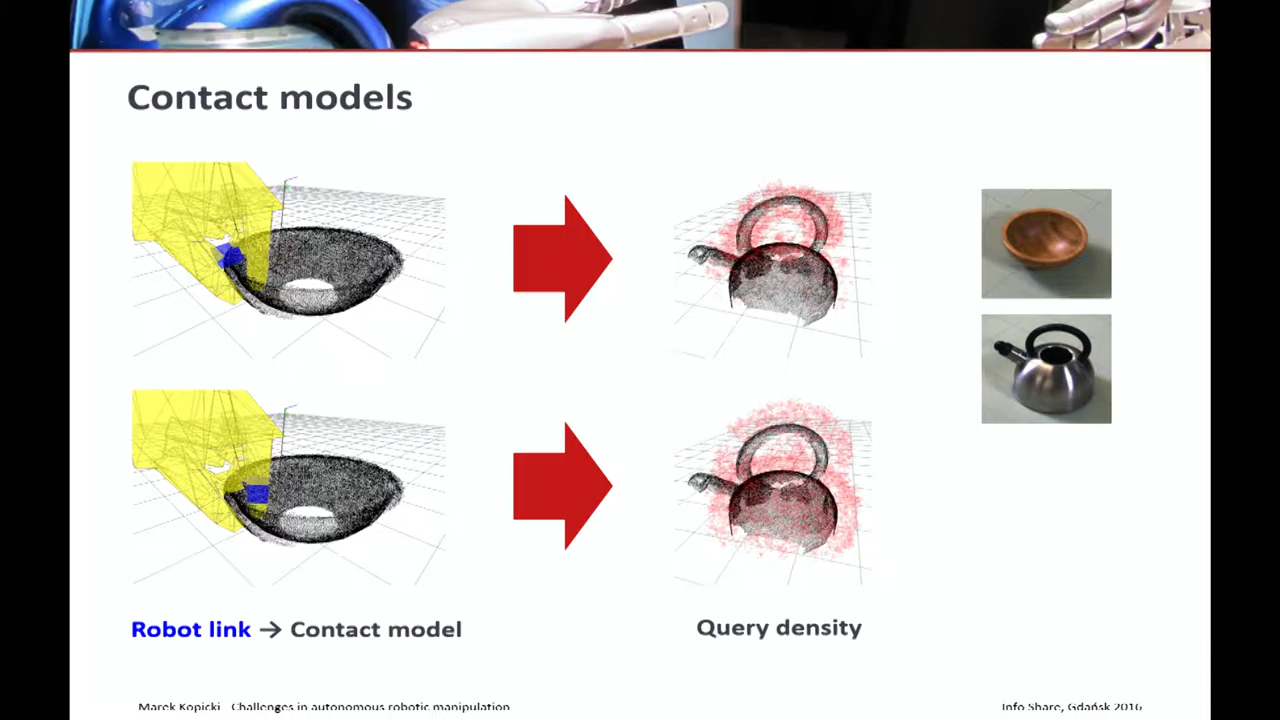 Contact models
Robot link → Contact model
Query density
Marek Kopicki Challenges in autonomous robotic manipulation
Info Share, Gdańsk 2016